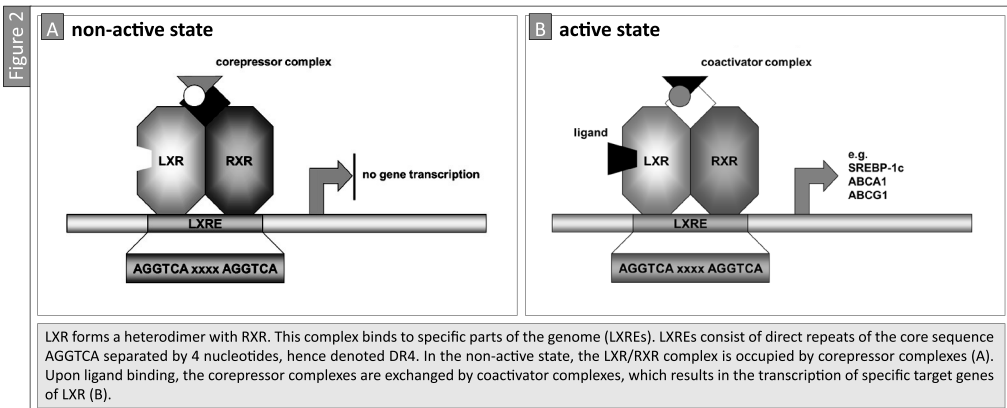 Figure 2
A non-active state
corepressor complex
LXR
RXR
no gene transcription
LXRE
AGGTCA xxxx AGGTCA
B active state
coactivator complex
ligand
LXR
RXR
e.g.
SREBP-1c
ABCA1
ABCG1
LXRE
AGGTCA xxxx AGGTCA
LXR forms a heterodimer with RXR. This complex binds to specific parts of the genome (LXREs). LXREs consist of direct repeats of the core sequence
AGGTCA separated by 4 nucleotides, hence denoted DR4. In the non-active state, the LXR/RXR complex is occupied by corepressor complexes (A).
Upon ligand binding, the corepressor complexes are exchanged by coactivator complexes, which results in the transcription of specific target genes
of LXR (B).